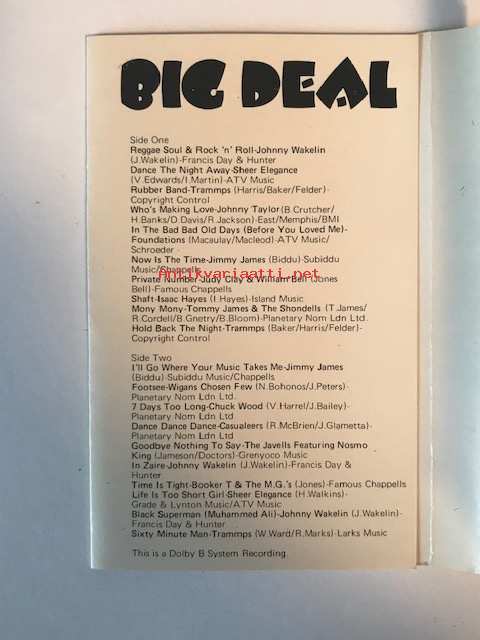 BIG DEAL
Side One
Reggae Soul & Rock 'n' Roll-Johnny Wakelin
(J.Wakelin)-Francis Day & Hunter
Dance The Night Away-Sheer Elegance
(V.Edwards/I.Martin)-ATV Music
Rubber Band-Trammps (Harris/Baker/Felder)-
Copyright Control
Who's Making Love-Johnny Taylor(B.Crutcher/
H.Banks/D.Davis/R.Jackson)-East/Memphis/BMI
In The Bad Bad Old Days (Before You Loved Me)-
Foundations (Macaulay/Macleod)-ATV Music/
Schroeder
Now Is The Time-Jimmy James (Biddu)-Subiddu
Music/Chappells
Antikvariaatti.net
Private Number-Judy Clay & William Bell (Jones
Bell)-Famous Chappells
Shaft-Isaac Hayes (I.Hayes)-Island Music
Mony Mony-Tommy James & The Shondells (T.James/
R.Cordell/B.Gnetry/B.Bloom)-Planetary Nom Ldn Ltd.
Hold Back The Night-Trammps (Baker/Harris/Felder)-
Copyright Control
Side Two
I'll Go Where Your Music Takes Me-Jimmy James
(Biddu)-Subiddu Music/Chappells
Footsee-Wigans Chosen Few (N.Bohonos/J.Peters)-
Planetary Nom Ldn Ltd.
7 Days Too Long-Chuck Wood (V.Harrel/J.Bailey)-
Planetary Nom Ldn Ltd.
Dance Dance Dance-Casualeers (R.McBrien/J.Glametta)-
Planetary Nom Ldn Ltd
Goodbye Nothing To Say-The Javells Featuring Nosmo
King (Jameson/Doctors)-Grenyoco Music
In Zaire-Johnny Wakelin (J.Wakelin)-Francis Day &
Hunter
Time Is Tight-Booker T & The M.G.'s (Jones)-Famous Chappells
Life Is Too Short Girl-Sheer Elegance (H.Watkins)-
Grade & Lynton Music/ATV Music
Black Superman (Muhammed Ali)-Johnny Wakelin (J.Wakelin)-
Francis Day & Hunter
Sixty Minute Man-Trammps (W.Ward/R.Marks)-Larks Music
This is a Dolby B System Recording.